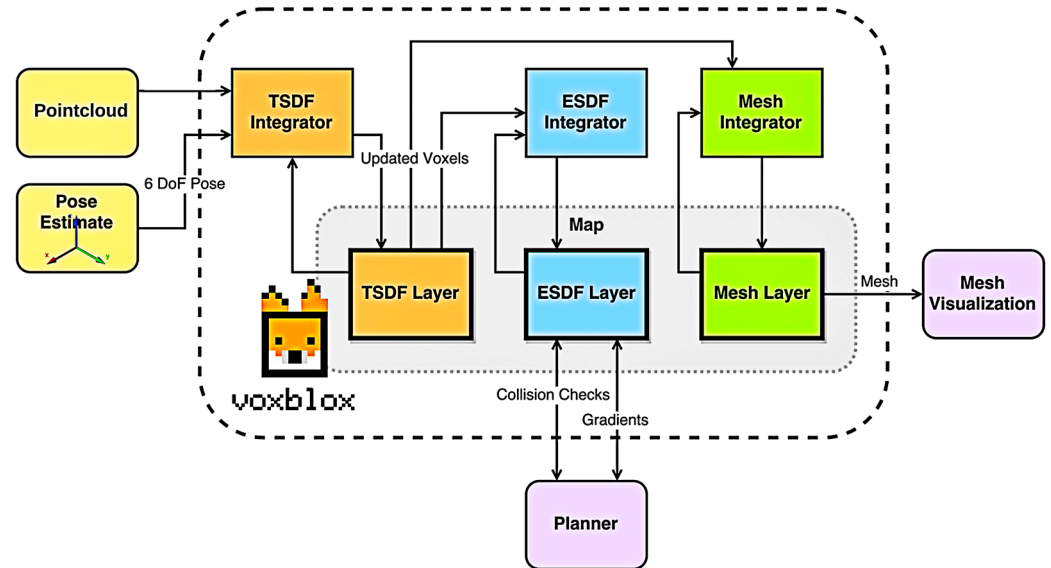 Pointcloud
TSDF
Integrator
ESDF
Integrator
Mesh
Integrator
Updated Voxels
6 DoF Pose
Pose
Estimate
x
y
Map
TSDF Layer
ESDF Layer
Mesh Layer
Mesh
Mesh
Visualization
voxblox
Collision Checks
Gradients
Planner